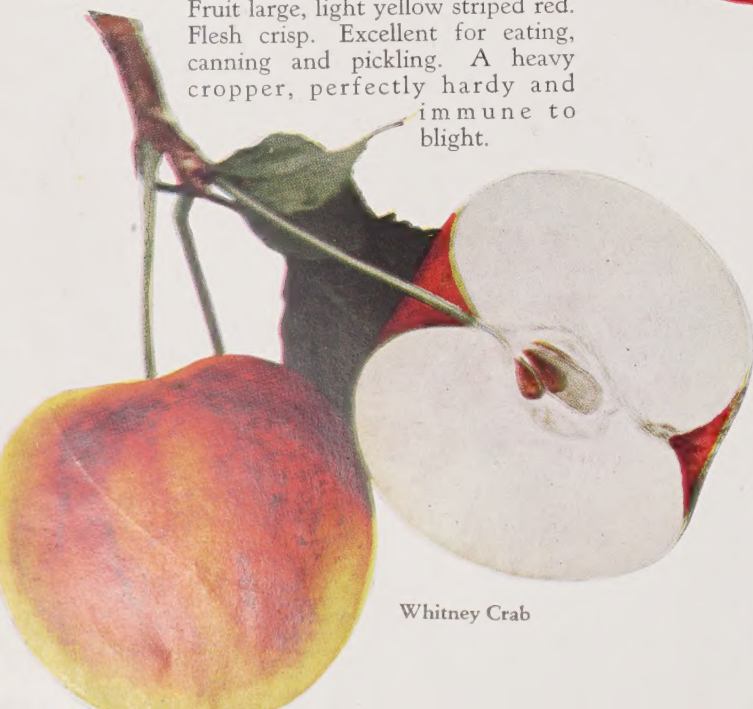 Fruit large, light yellow striped red.
Flesh crisp. Excellent for eating,
canning and pickling. A heavy
cropper, perfectly hardy and
immune to
blight.
Whitney Crab